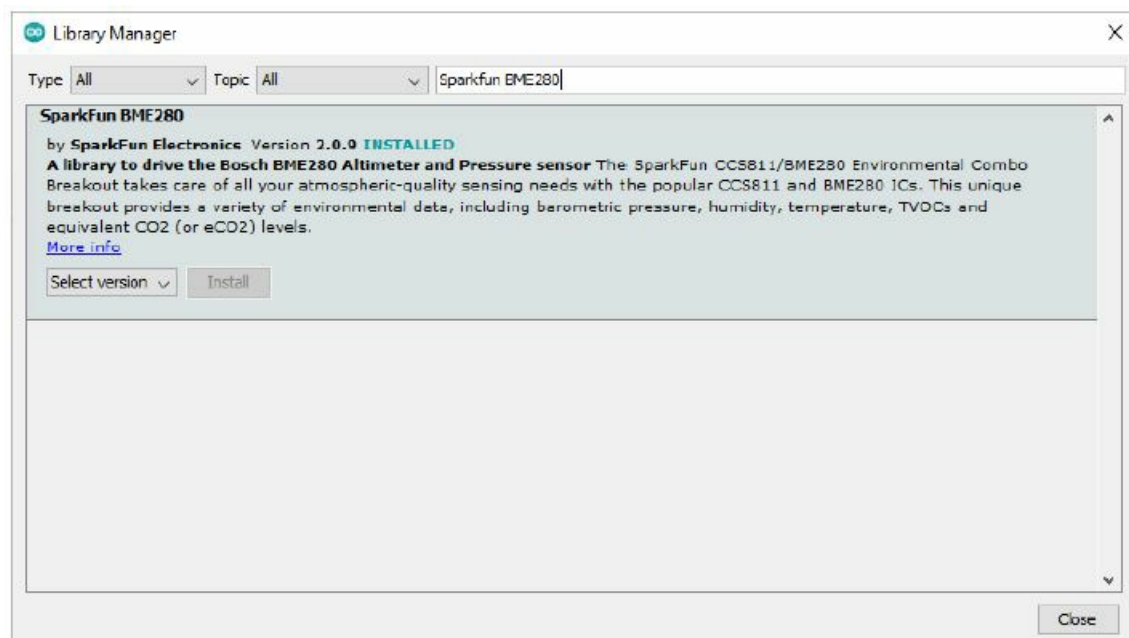 Library Manager
Type All Topic All Sparkfun BME280
SparkFun BME280
by SparkFun Electronics Version 2.0.9 INSTALLED
A library to drive the Bosch BME280 Altimeter and Pressure sensor The SparkFun CCS811/BME280 Environmental Combo
Breakout takes care of all your atmospheric-quality sensing needs with the popular CCS811 and BME280 ICs. This unique
breakout provides a variety of environmental data, including barometric pressure, humidity, temperature, TVOCs and
equivalent CO2 (or eCO2) levels.
More info
Select version Install
Close